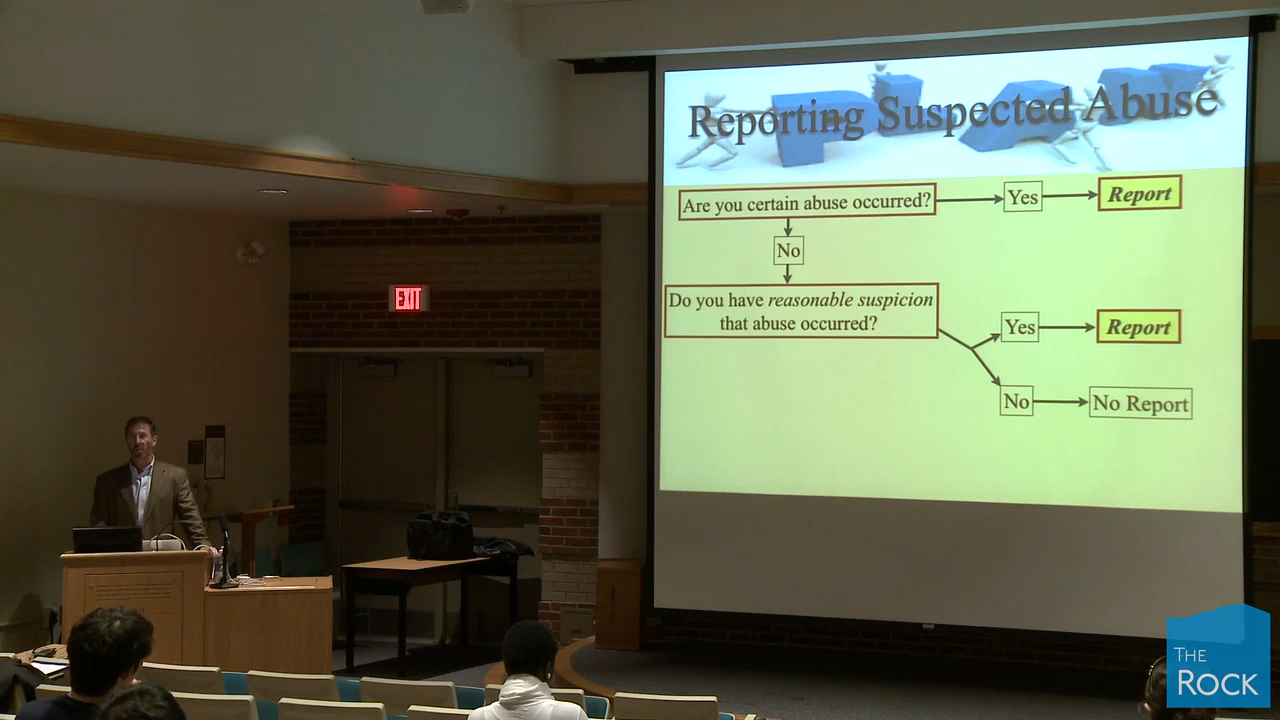 Reporting Suspected Abuse
Are you certain abuse occurred?
Yes
Report
No
Do you have reasonable suspicion
that abuse occurred?
Yes
Report
No
No Report
EXIT
THE
ROCK